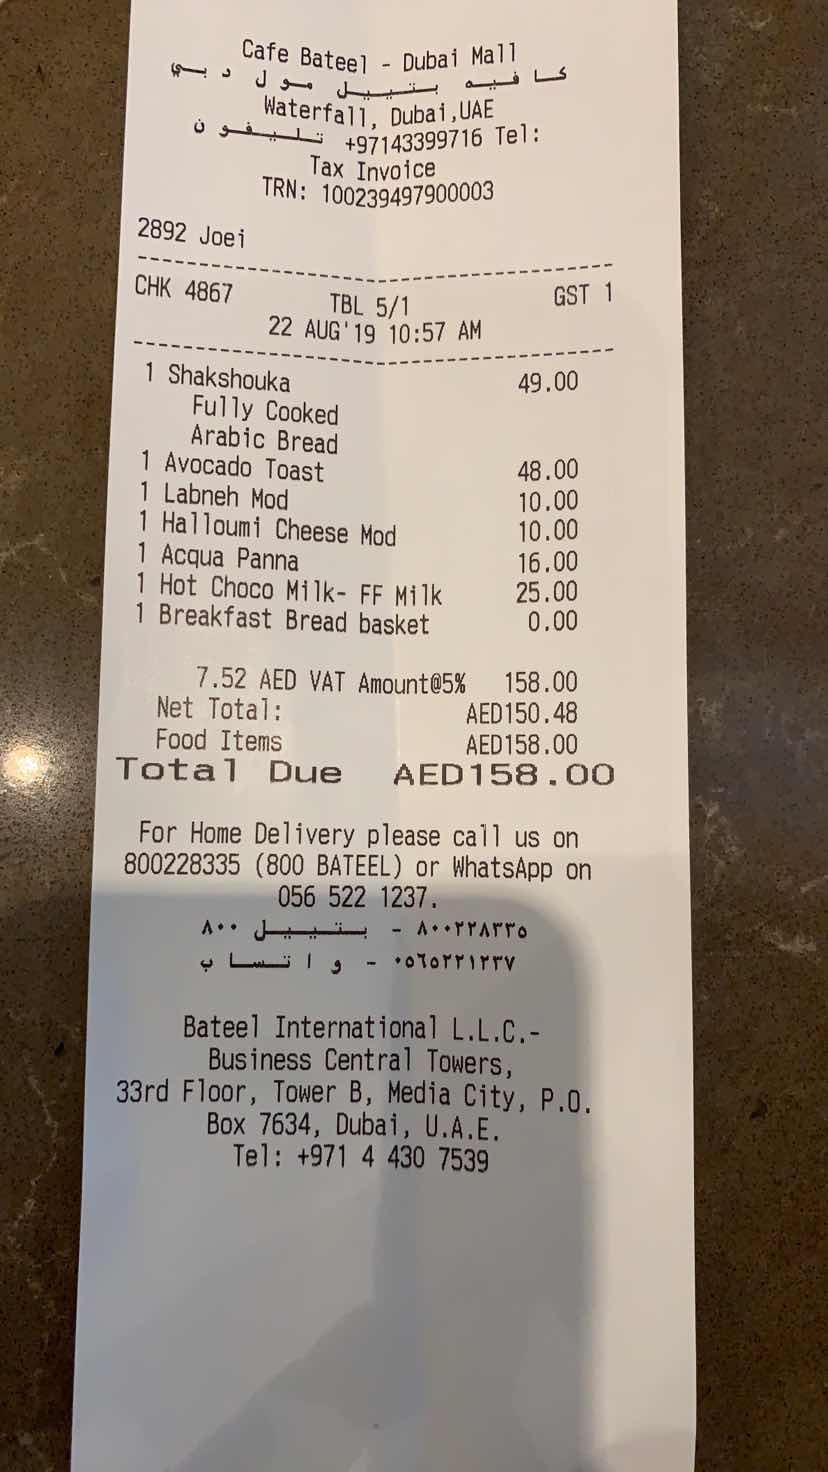 Cafe Bateel - Dubai Mall
كافيه بتييل مول دبي
Waterfall, Dubai,UAE
تليفون +97143399716 Tel:
Tax Invoice
TRN: 100239497900003
2892 Joei
CHK 4867 TBL 5/1 GST 1
22 AUG'19 10:57 AM
1 Shakshouka 49.00
Fully Cooked
Arabic Bread
1 Avocado Toast 48.00
1 Labneh Mod 10.00
1 Halloumi Cheese Mod 10.00
1 Acqua Panna 16.00
1 Hot Choco Milk- FF Milk 25.00
1 Breakfast Bread basket 0.00
7.52 AED VAT Amount@5% 158.00
Net Total: AED150.48
Food Items AED158.00
Total Due AED158.00
For Home Delivery please call us on
800228335 (800 BATEEL) or WhatsApp on
056 522 1237.
٨٠٠ بتييل - ٨٠٠٢٢٨٣٣٥
واتساب - ٠٥٦٥٢٢١٢٣٧
Bateel International L.L.C.-
Business Central Towers,
33rd Floor, Tower B, Media City, P.O.
Box 7634, Dubai, U.A.E.
Tel: +971 4 430 7539